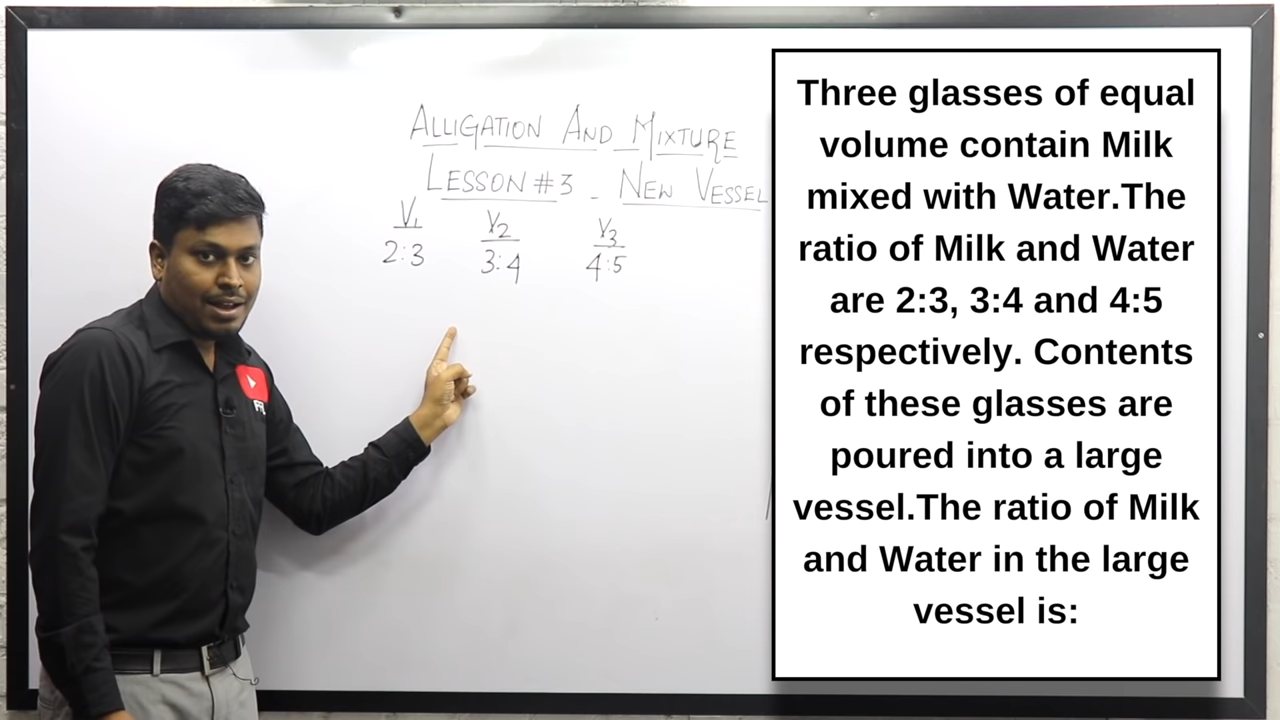 ALLIGATION AND MIXTURE
LESSON #3 - NEW VESSEL
V1 V2 V3
2:3 3:4 4:5
Three glasses of equal
volume contain Milk
mixed with Water.The
ratio of Milk and Water
are 2:3, 3:4 and 4:5
respectively. Contents
of these glasses are
poured into a large
vessel.The ratio of Milk
and Water in the large
vessel is: